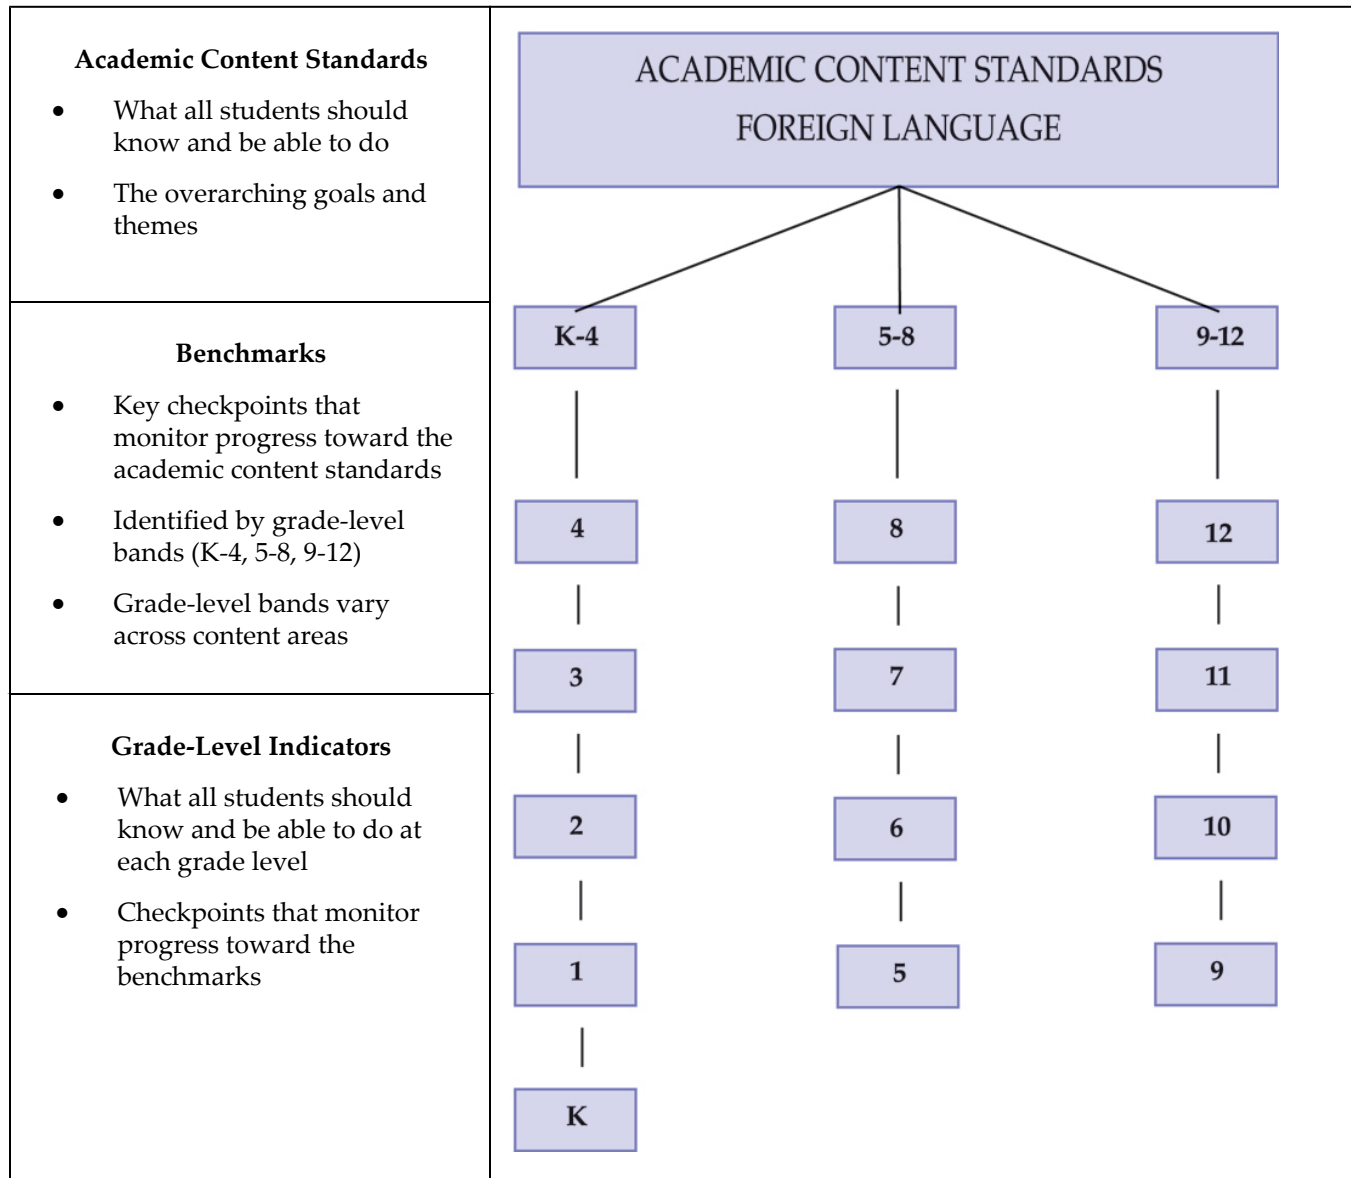 Academic Content Standards
• What all students should
know and be able to do
• The overarching goals and
themes
Benchmarks
• Key checkpoints that
monitor progress toward the
academic content standards
• Identified by grade-level
bands (K-4, 5-8, 9-12)
• Grade-level bands vary
across content areas
Grade-Level Indicators
• What all students should
know and be able to do at
each grade level
• Checkpoints that monitor
progress toward the
benchmarks
ACADEMIC CONTENT STANDARDS
FOREIGN LANGUAGE
K-4
5-8
9-12
4
8
12
3
7
11
2
6
10
1
5
9
K